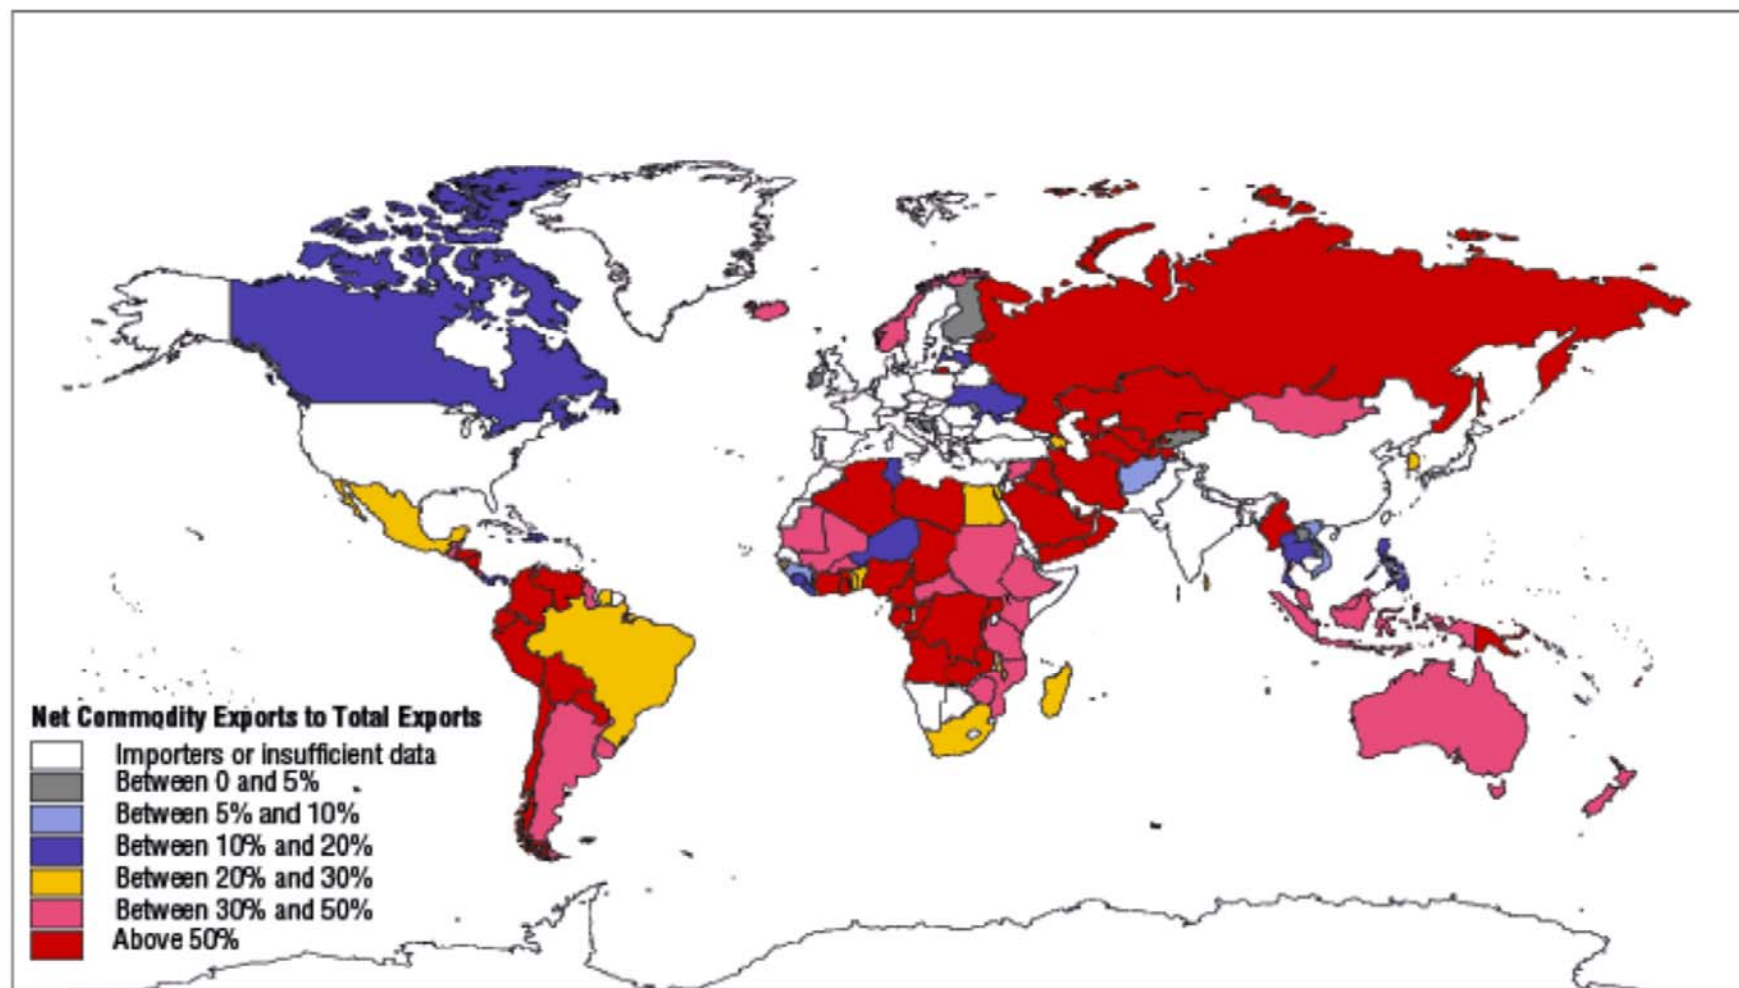 Net Commodity Exports to Total Exports
Importers or insufficient data
Between 0 and 5%
Between 5% and 10%
Between 10% and 20%
Between 20% and 30%
Between 30% and 50%
Above 50%